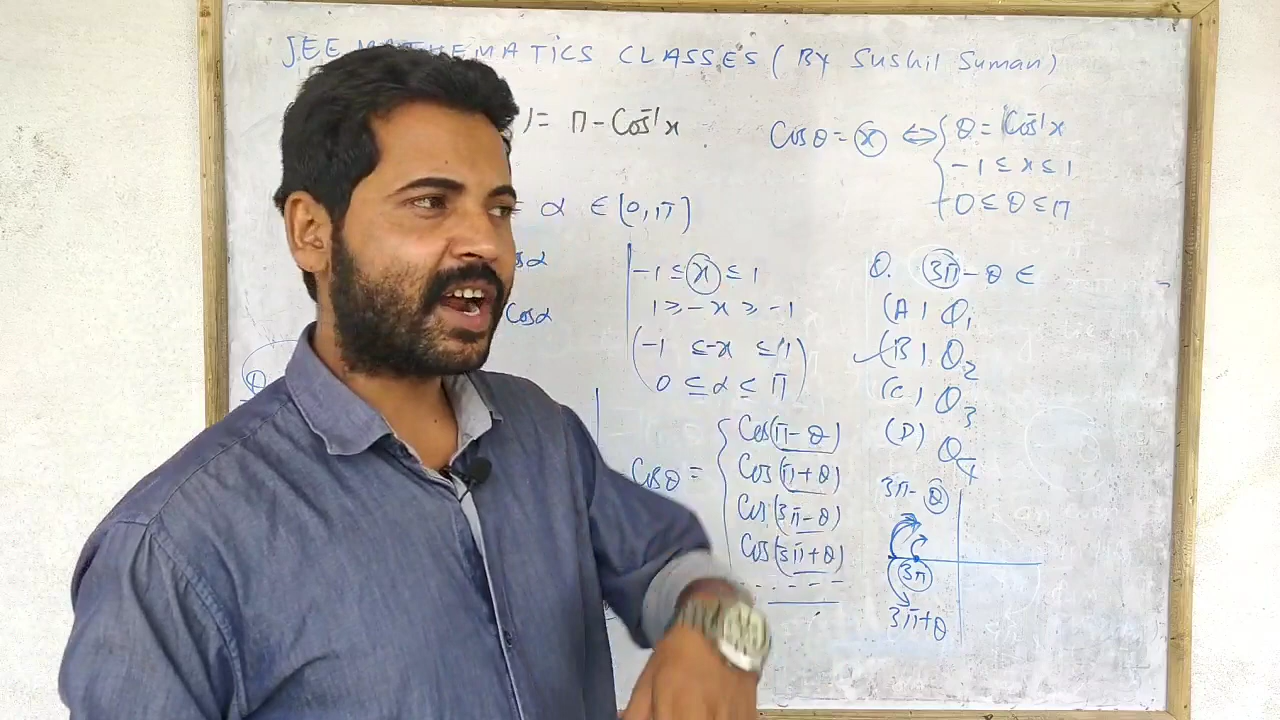 JEE MATHEMATICS CLASSES ( By Sushil Suman )
) = Π - Cos⁻¹x
= α ∈ [0, π]
Cosα
Cosα
-1 ≤ x ≤ 1
1 ≥ -x ≥ -1
(-1 ≤ -x ≤ 1)
0 ≤ α ≤ π
Cosθ = {
Cos(π-θ)
Cos(π+θ)
Cos(3π-θ)
Cos(3π+θ)
Cosθ = x ⇔ { θ = Cos⁻¹x
-1 ≤ x ≤ 1
0 ≤ θ ≤ Π
Q. 3π - θ ∈
(A) Q₁
(B) Q₂
(C) Q₃
(D) Q₄
3π-θ
3π
3π+θ